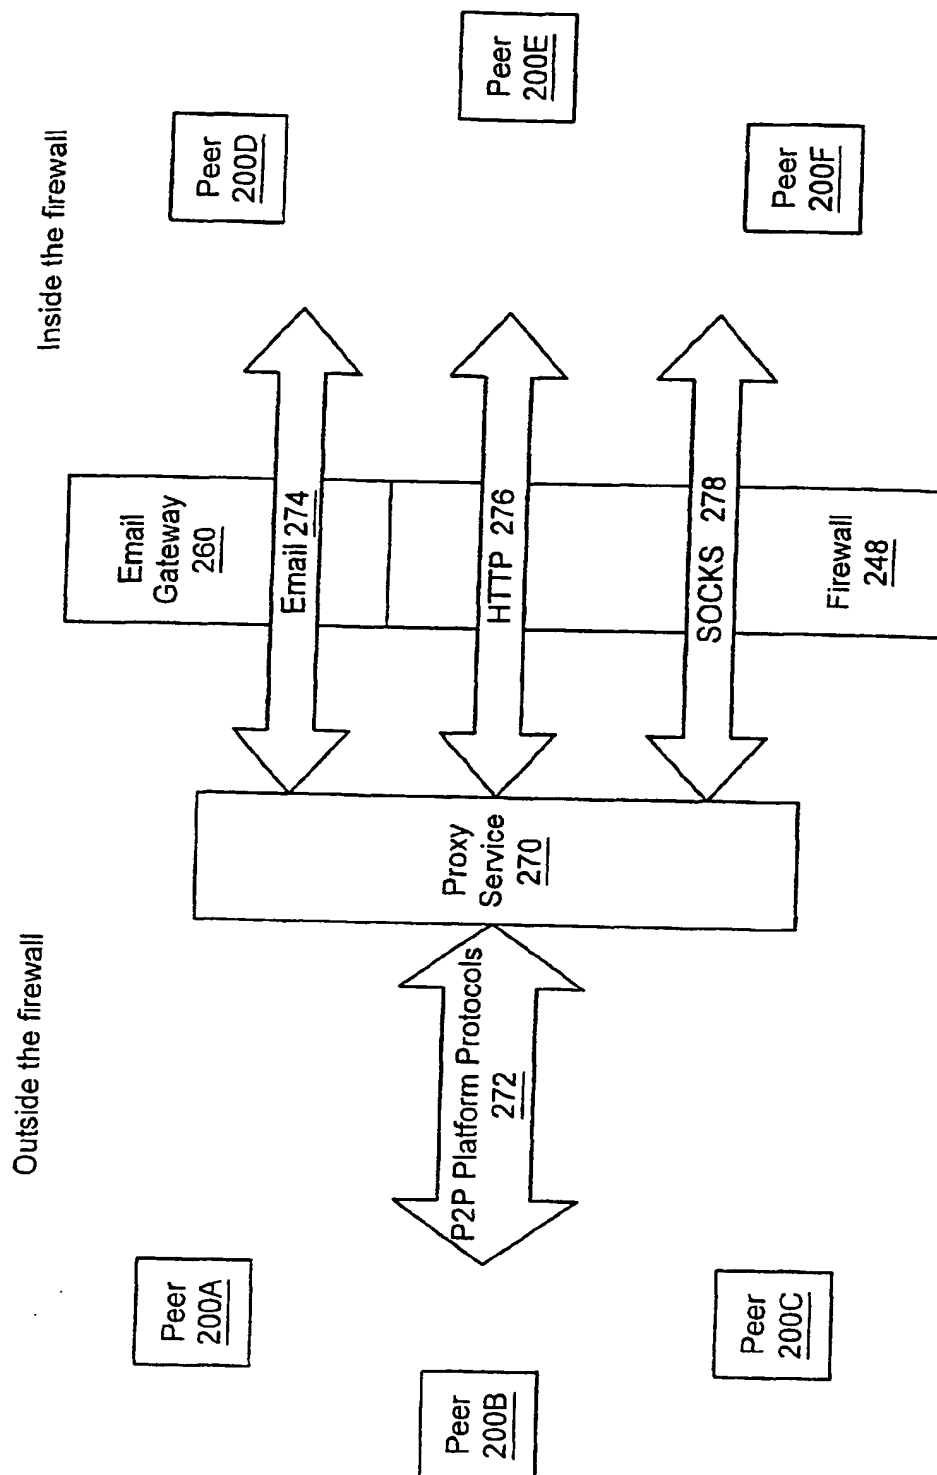 Outside the firewall
Inside the firewall
Peer
200A
Peer
200B
Peer
200C
P2P Platform Protocols
272
Proxy
Service
270
Email
Gateway
260
Email 274
HTTP 276
SOCKS 278
Firewall
248
Peer
200D
Peer
200E
Peer
200F